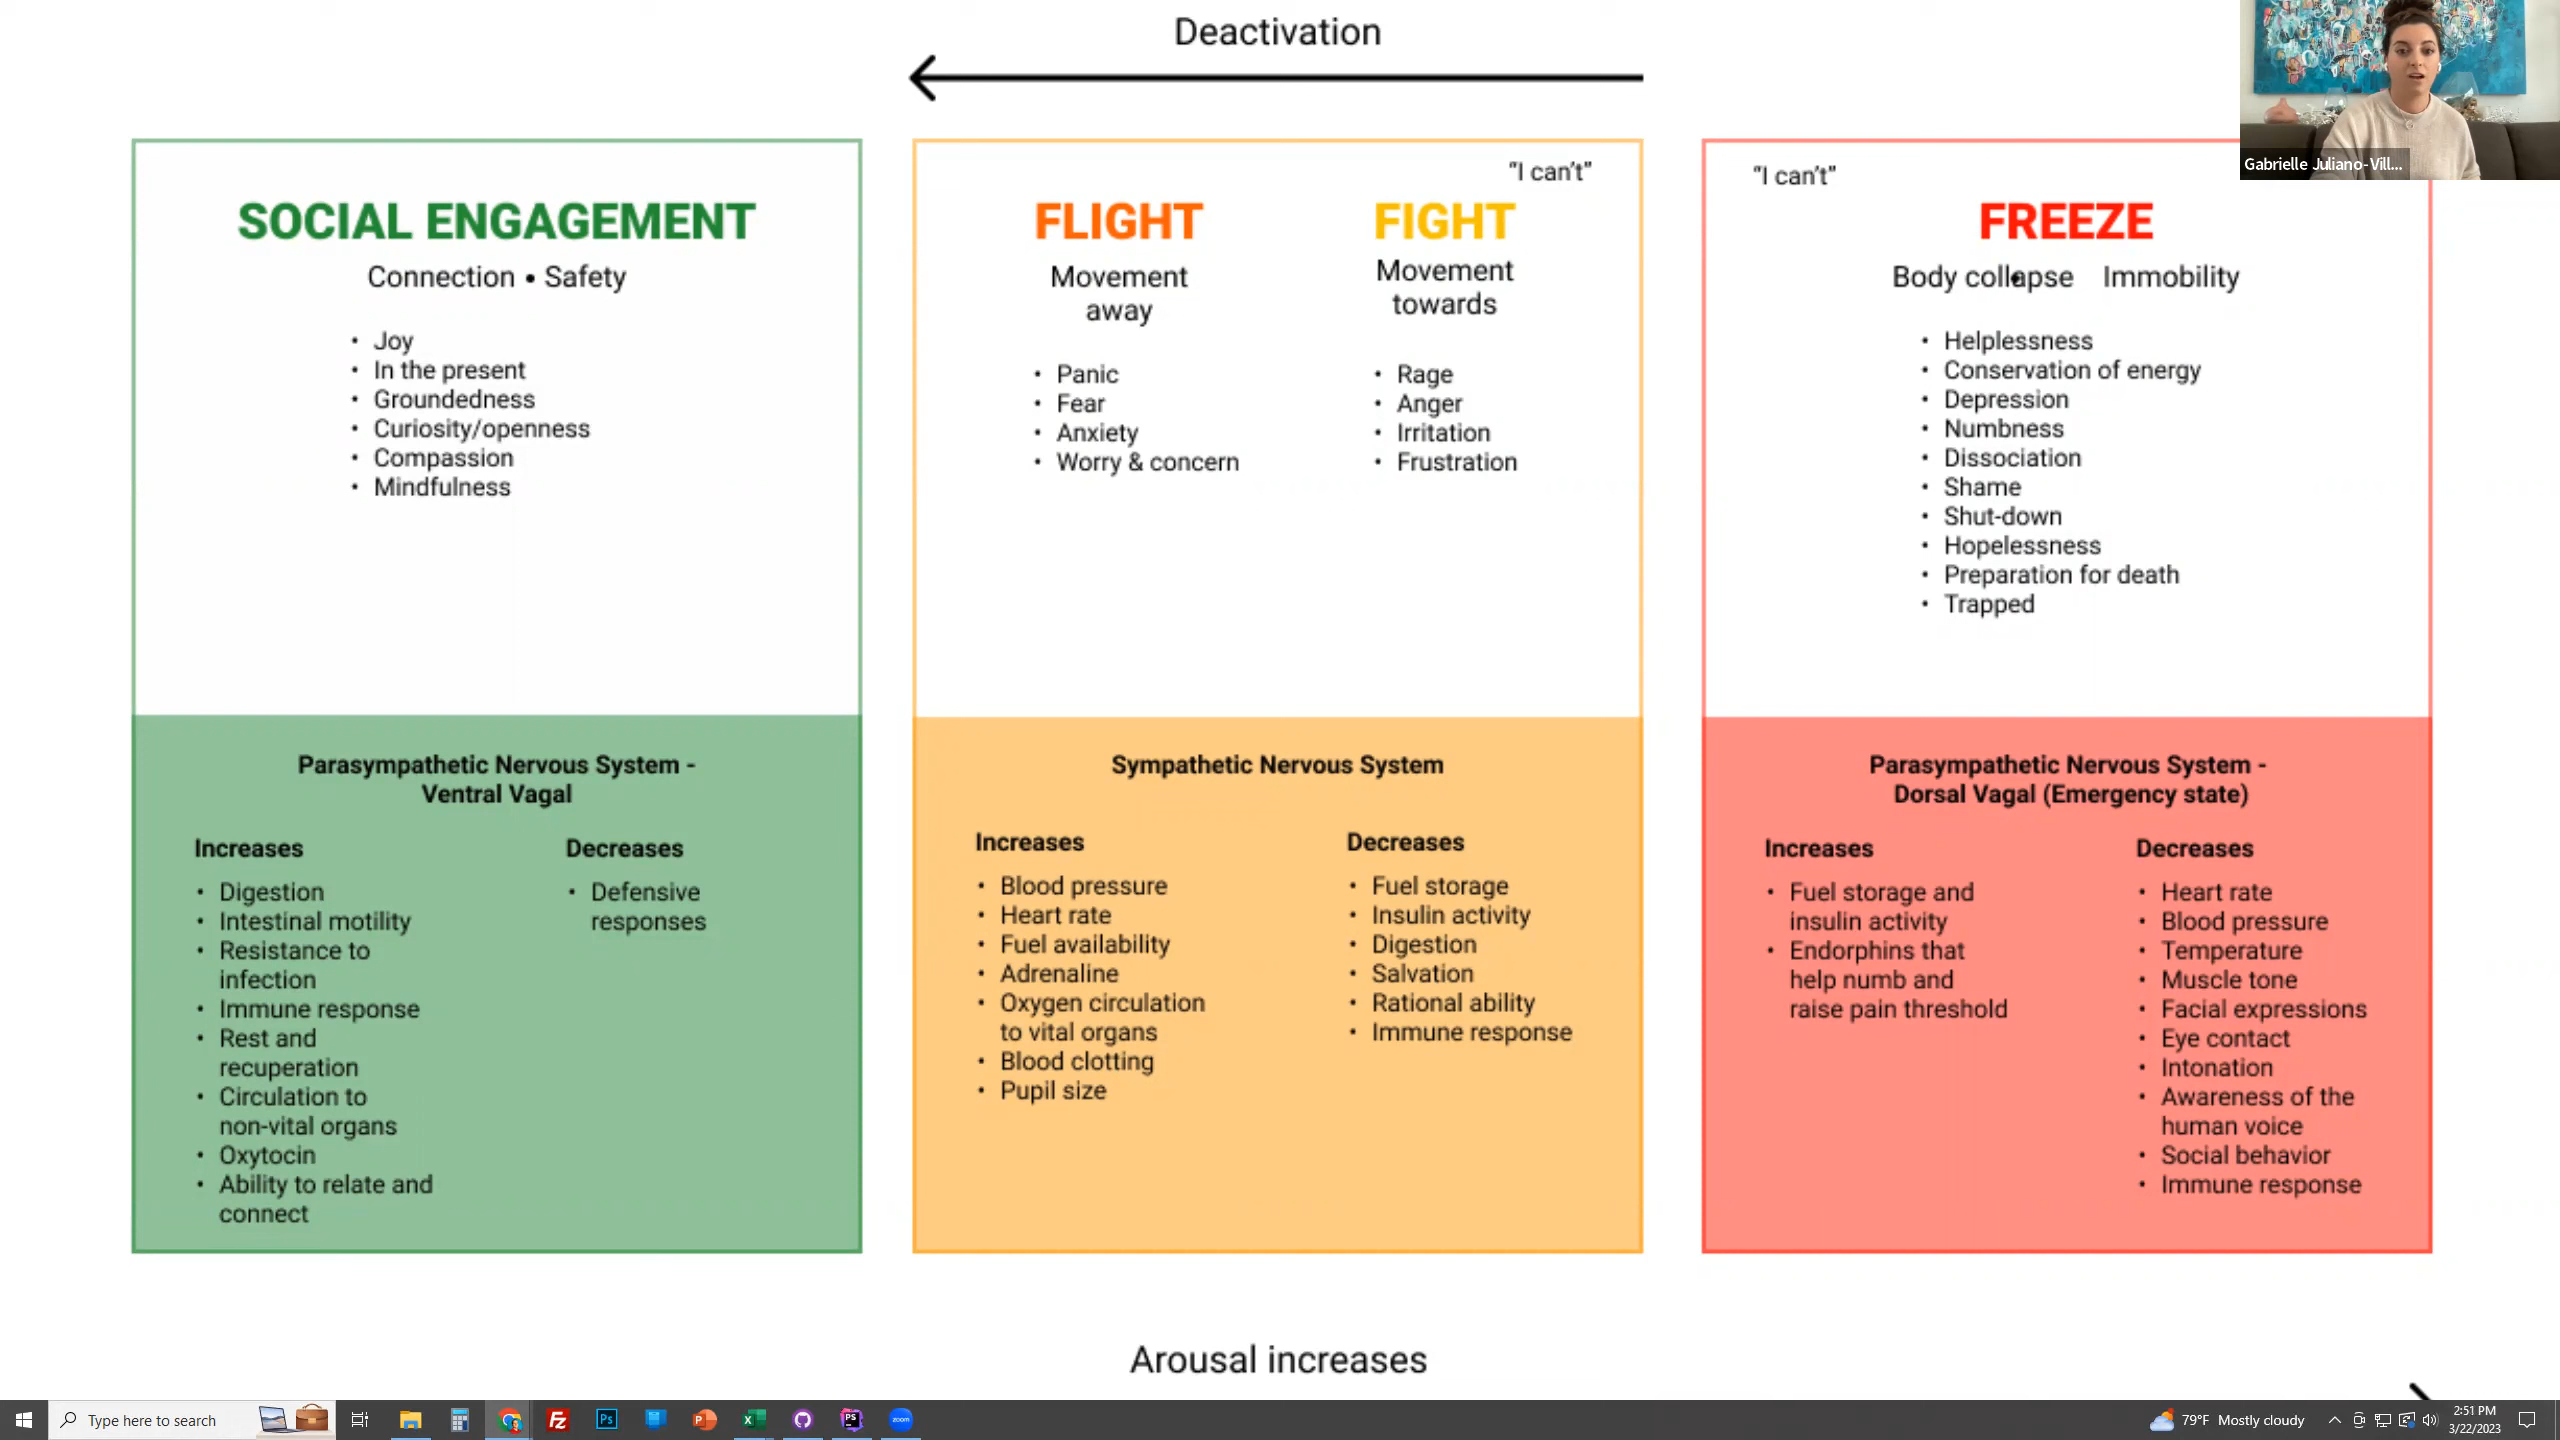 Deactivation
Gabrielle Juliano-Vill...
SOCIAL ENGAGEMENT
Connection • Safety
• Joy
• In the present
• Groundedness
• Curiosity/openness
• Compassion
• Mindfulness
Parasympathetic Nervous System -
Ventral Vagal
Increases
• Digestion
• Intestinal motility
• Resistance to
infection
• Immune response
• Rest and
recuperation
• Circulation to
non-vital organs
• Oxytocin
• Ability to relate and
connect
Decreases
• Defensive
responses
"I can't"
FLIGHT
Movement
away
• Panic
• Fear
• Anxiety
• Worry & concern
FIGHT
Movement
towards
• Rage
• Anger
• Irritation
• Frustration
Sympathetic Nervous System
Increases
• Blood pressure
• Heart rate
• Fuel availability
• Adrenaline
• Oxygen circulation
to vital organs
• Blood clotting
• Pupil size
Decreases
• Fuel storage
• Insulin activity
• Digestion
• Salvation
• Rational ability
• Immune response
"I can't"
FREEZE
Body collapse Immobility
• Helplessness
• Conservation of energy
• Depression
• Numbness
• Dissociation
• Shame
• Shut-down
• Hopelessness
• Preparation for death
• Trapped
Parasympathetic Nervous System -
Dorsal Vagal (Emergency state)
Increases
• Fuel storage and
insulin activity
• Endorphins that
help numb and
raise pain threshold
Decreases
• Heart rate
• Blood pressure
• Temperature
• Muscle tone
• Facial expressions
• Eye contact
• Intonation
• Awareness of the
human voice
• Social behavior
• Immune response
Arousal increases
Type here to search
Fz
Ps
P
X
PS
zoom
79°F Mostly cloudy
2:51 PM
3/22/2023